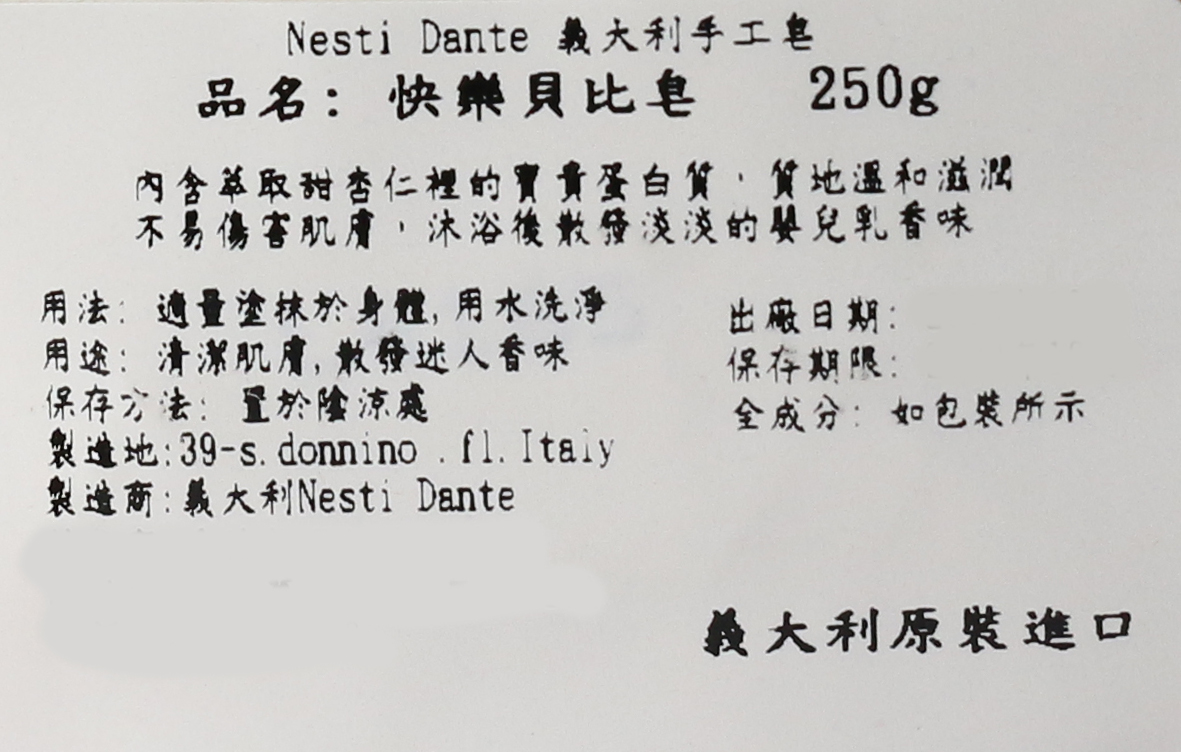 Nesti Dante 義大利手工皂
品名: 快樂貝比皂 250g
內含萃取甜杏仁裡的寶貴蛋白質，質地溫和滋潤
不易傷害肌膚，沐浴後散發淡淡的嬰兒乳香味
用法: 適量塗抹於身體,用水洗淨
用途: 清潔肌膚,散發迷人香味
保存方法: 置於陰涼處
製造地:39-s.donnino .fl.Italy
製造商:義大利Nesti Dante
出廠日期:
保存期限:
全成分: 如包裝所示
義大利原裝進口